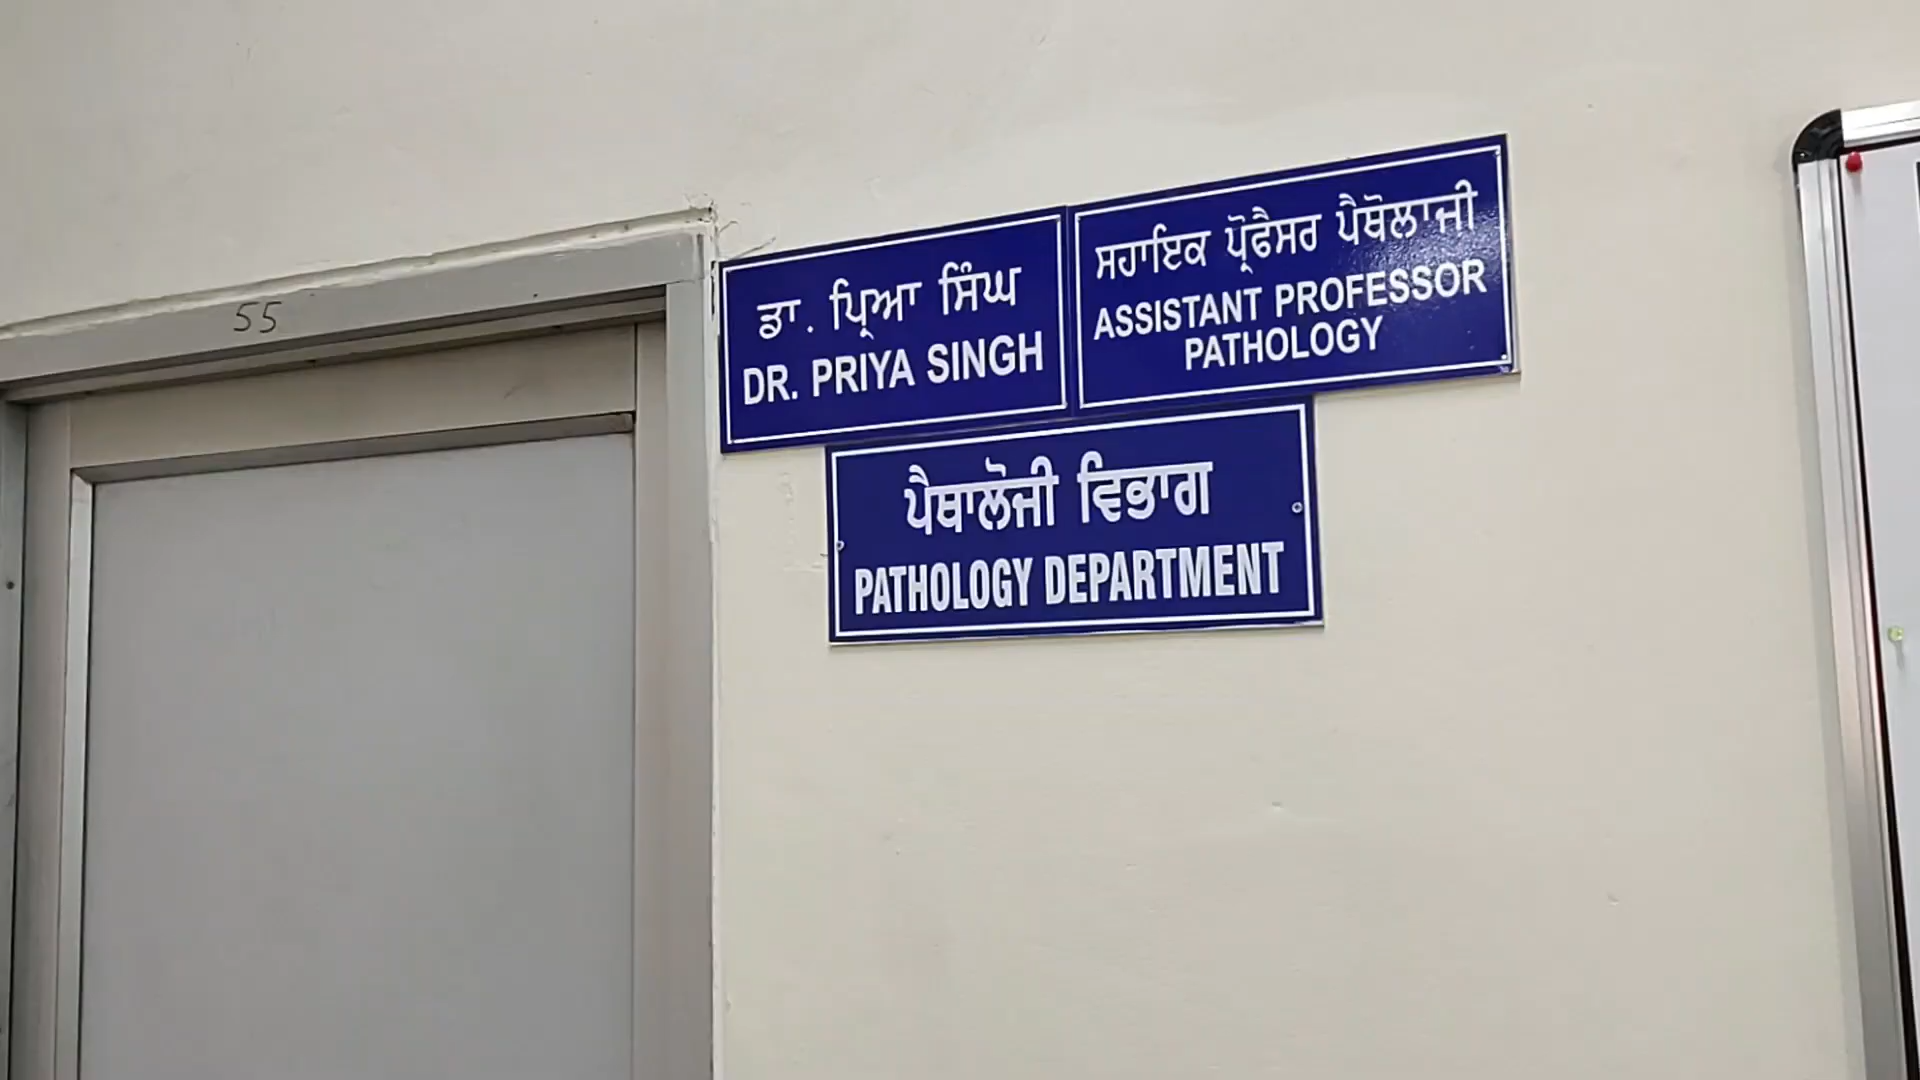 55
ਡਾ. ਪ੍ਰਿਆ ਸਿੰਘ
DR. PRIYA SINGH
ਸਹਾਇਕ ਪ੍ਰੋਫੈਸਰ ਪੈਥੋਲਾਜੀ
ASSISTANT PROFESSOR
PATHOLOGY
ਪੈਥਾਲੋਜੀ ਵਿਭਾਗ
PATHOLOGY DEPARTMENT